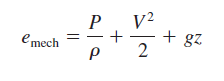 e_mech = P/ρ + V²/2 + gz